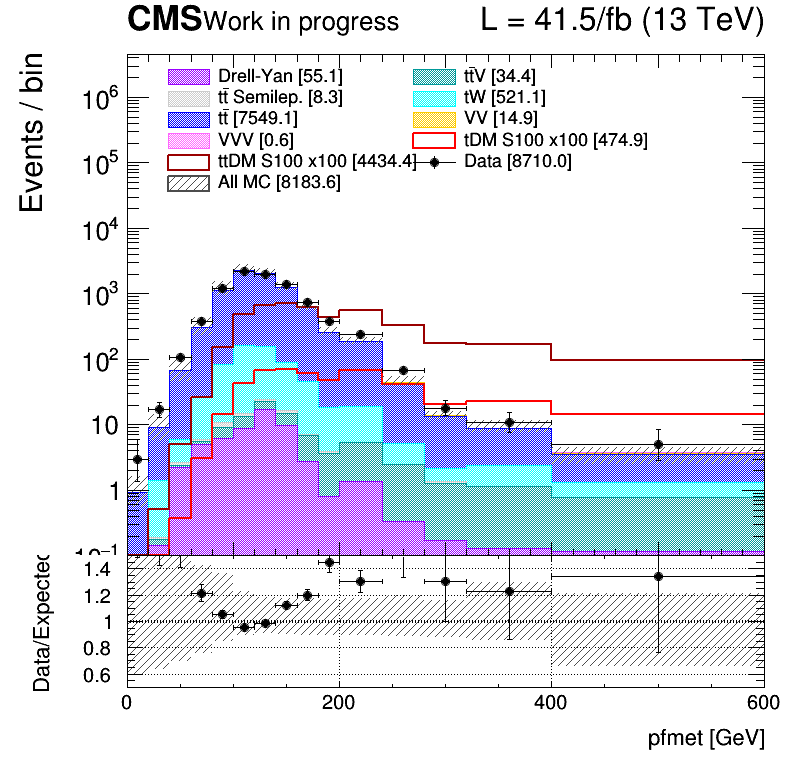 CMS Work in progress L = 41.5/fb (13 TeV)
Events / bin
Drell-Yan [55.1] tt̄V [34.4]
tt̄ Semilep. [8.3] tW [521.1]
tt̄ [7549.1] VV [14.9]
VVV [0.6] tDM S100 x100 [474.9]
ttDM S100 x100 [4434.4] Data [8710.0]
All MC [8183.6]
10⁶
10⁵
10⁴
10³
10²
10
1
10⁻¹
Data/Expected
1.4
1.2
1
0.8
0.6
0 200 400 600
pfmet [GeV]